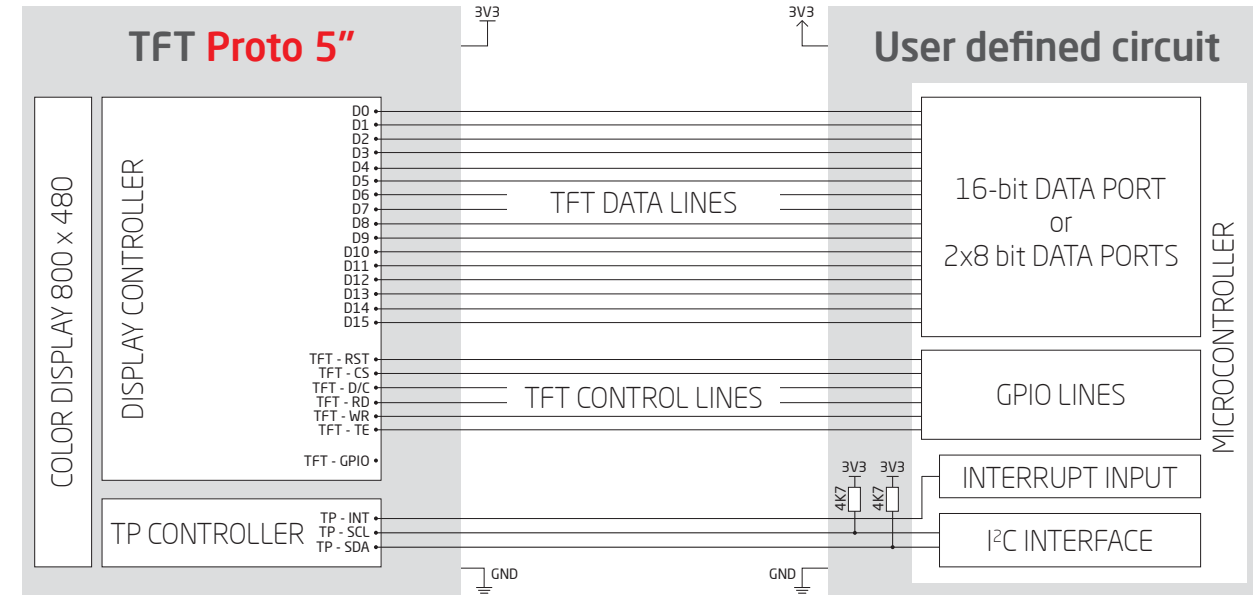 3V3
3V3
TFT Proto 5”
User defined circuit
COLOR DISPLAY 800 x 480
DISPLAY CONTROLLER
D0
D1
D2
D3
D4
D5
D6
D7
D8
D9
D10
D11
D12
D13
D14
D15
TFT DATA LINES
16-bit DATA PORT
or
2x8 bit DATA PORTS
MICROCONTROLLER
TFT - RST
TFT - CS
TFT - D/C
TFT - RD
TFT - WR
TFT - TE
TFT - GPIO
TFT CONTROL LINES
GPIO LINES
3V3
3V3
4K7
4K7
INTERRUPT INPUT
TP CONTROLLER
TP - INT
TP - SCL
TP - SDA
I²C INTERFACE
GND
GND